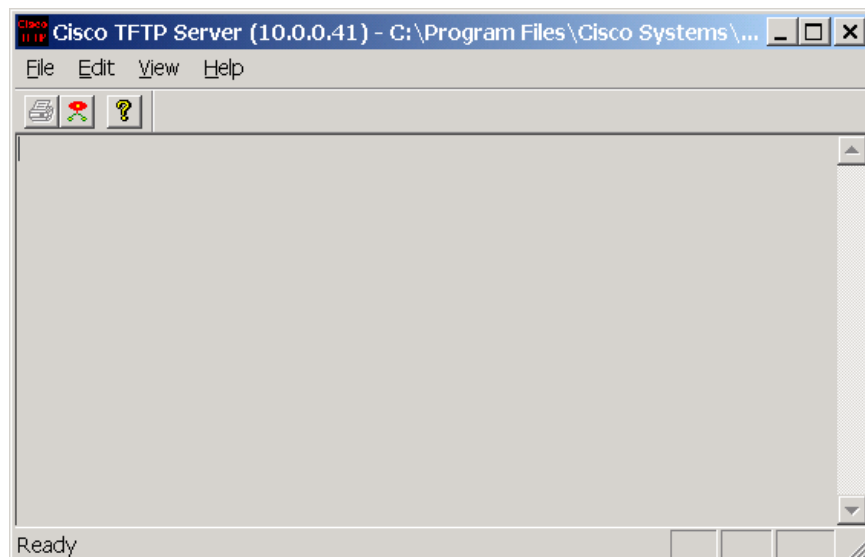 Cisco TFTP Cisco TFTP Server (10.0.0.41) - C:\Program Files\Cisco Systems\...
File Edit View Help
Ready